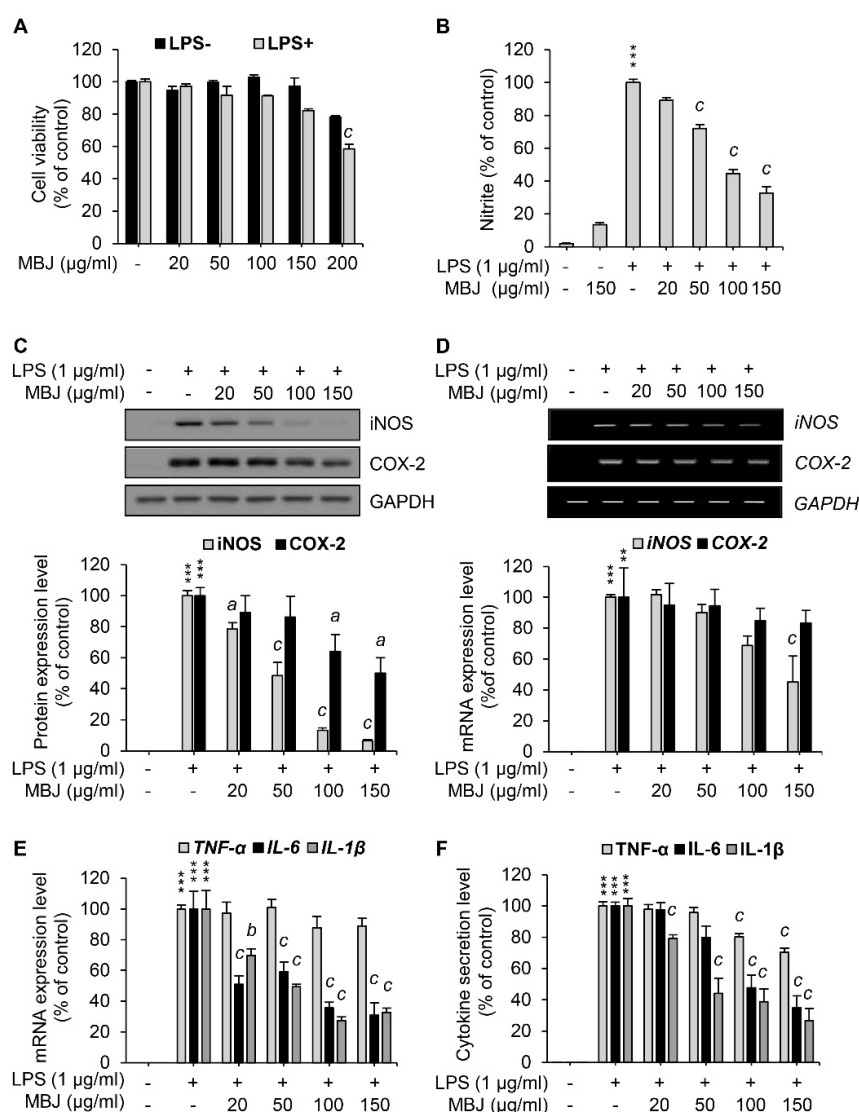 A
LPS- LPS+
120
100
80
60
40
20
0
Cell viability
(% of control)
c
MBJ (µg/ml) - 20 50 100 150 200
B
120
100
80
60
40
20
0
Nitrite (% of control)
*** c c c
LPS (1 µg/ml) - - + + + + +
MBJ (µg/ml) - 150 - 20 50 100 150
C
LPS (1 µg/ml) - + + + + +
MBJ (µg/ml) - - 20 50 100 150
iNOS
COX-2
GAPDH
iNOS COX-2
120
100
80
60
40
20
0
Protein expression level
(% of control)
*** *** a c c a c a
LPS (1 µg/ml) - + + + + +
MBJ (µg/ml) - - 20 50 100 150
D
LPS (1 µg/ml) - + + + + +
MBJ (µg/ml) - - 20 50 100 150
iNOS
COX-2
GAPDH
iNOS COX-2
120
100
80
60
40
20
0
mRNA expression level
(%of control)
*** ** c
LPS (1 µg/ml) - + + + + +
MBJ (µg/ml) - - 20 50 100 150
E
TNF-α IL-6 IL-1β
120
100
80
60
40
20
0
mRNA expression level
(% of control)
*** *** *** c b c c c c c c
LPS (1 µg/ml) - + + + + +
MBJ (µg/ml) - - 20 50 100 150
F
TNF-α IL-6 IL-1β
120
100
80
60
40
20
0
Cytokine secretion level
(% of control)
*** *** *** c c c c c c c c
LPS (1 µg/ml) - + + + + +
MBJ (µg/ml) - - 20 50 100 150